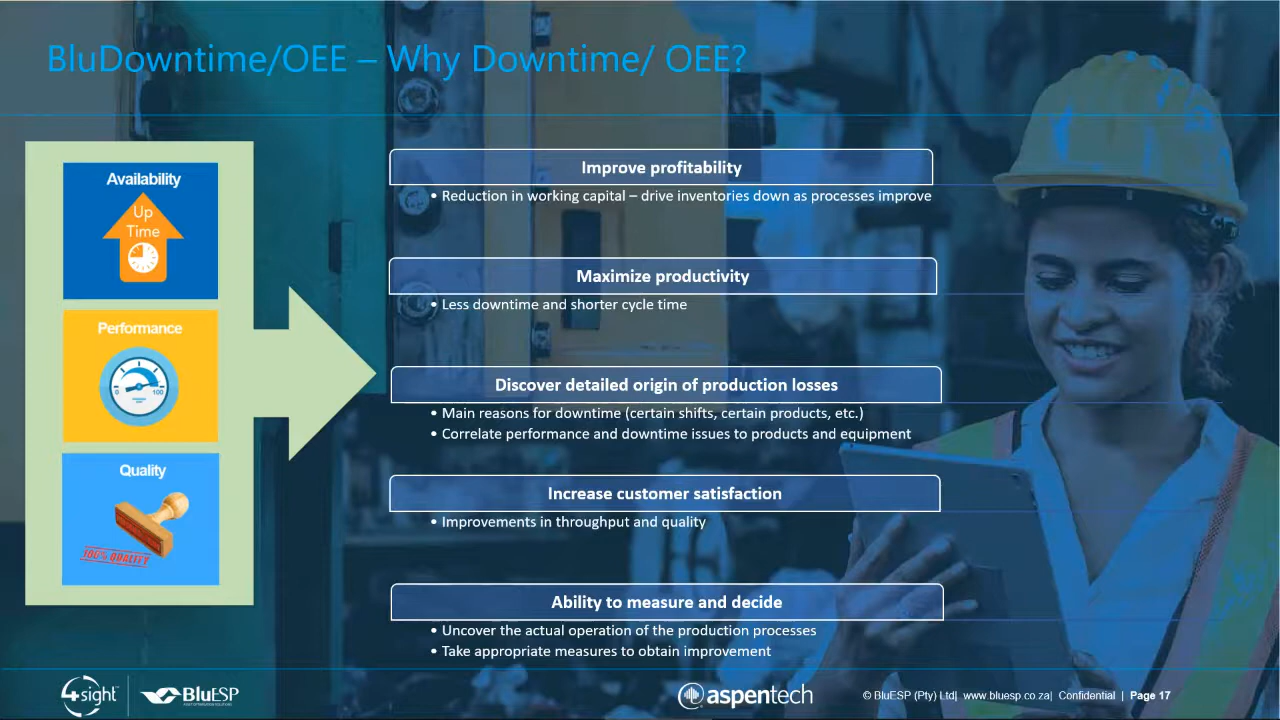 BluDowntime/OEE – Why Downtime/ OEE?
Availability
Up
Time
Performance
0 100
Quality
100% QUALITY
Improve profitability
• Reduction in working capital – drive inventories down as processes improve
Maximize productivity
• Less downtime and shorter cycle time
Discover detailed origin of production losses
• Main reasons for downtime (certain shifts, certain products, etc.)
• Correlate performance and downtime issues to products and equipment
Increase customer satisfaction
• Improvements in throughput and quality
Ability to measure and decide
• Uncover the actual operation of the production processes
• Take appropriate measures to obtain improvement
4sight
BLUESP
aspentech
© BluESP (Pty) Ltd| www.bluesp.co.za| Confidential | Page 17